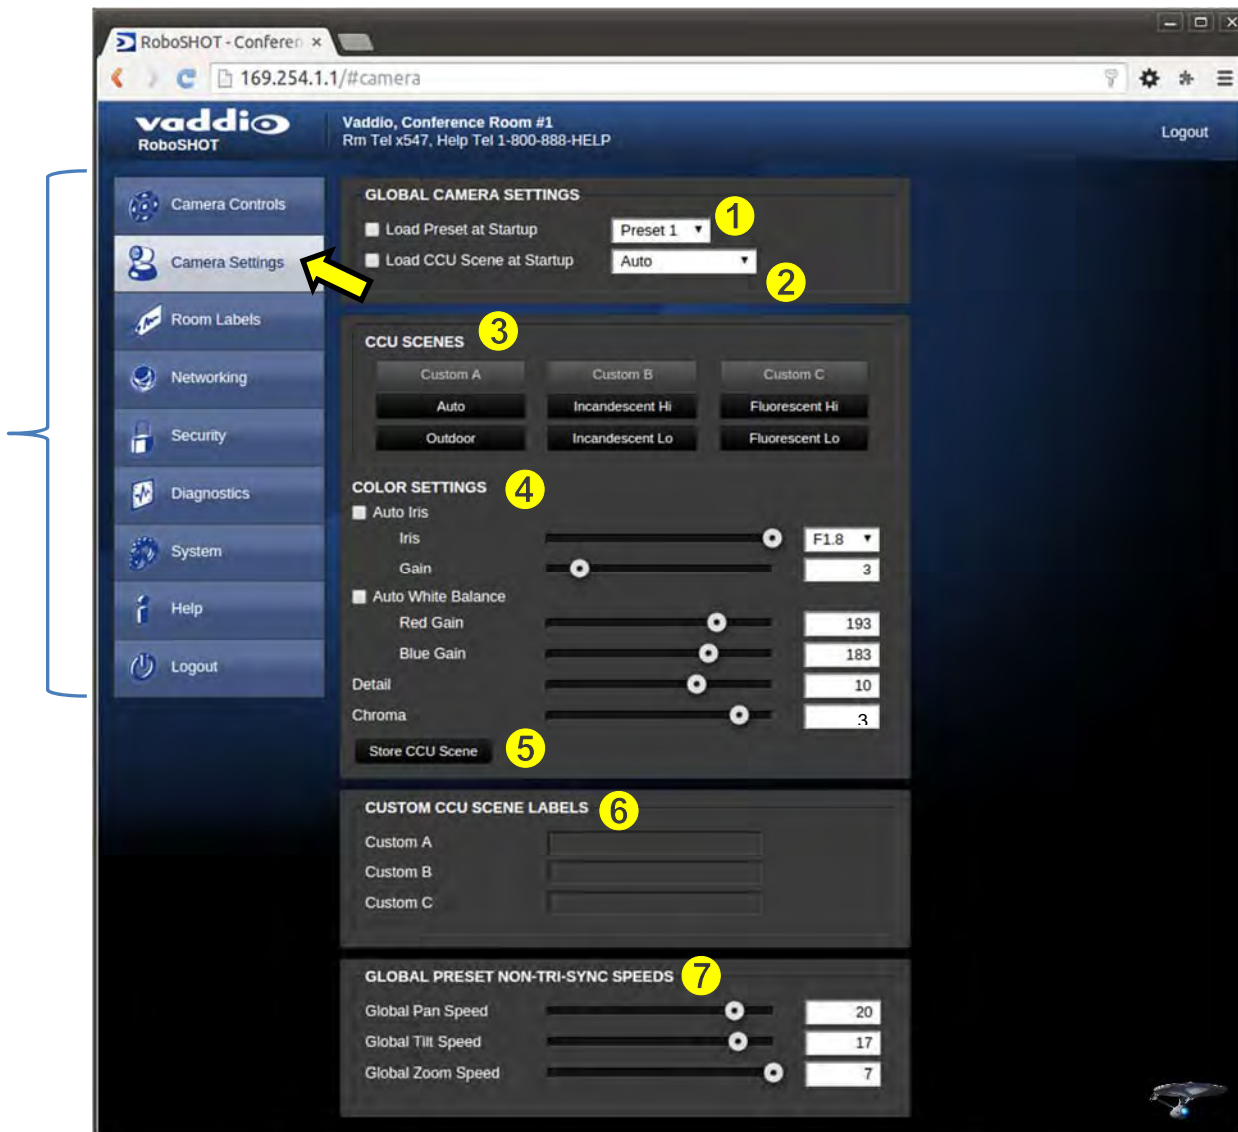 RoboSHOT - Conferen ×
169.254.1.1/#camera
vaddio
RoboSHOT
Vaddio, Conference Room #1
Rm Tel x547, Help Tel 1-800-888-HELP
Logout
Camera Controls
Camera Settings
Room Labels
Networking
Security
Diagnostics
System
Help
Logout
GLOBAL CAMERA SETTINGS
Load Preset at Startup Preset 1 1
Load CCU Scene at Startup Auto 2
CCU SCENES 3
Custom A Custom B Custom C
Auto Incandescent Hi Fluorescent Hi
Outdoor Incandescent Lo Fluorescent Lo
COLOR SETTINGS 4
Auto Iris
Iris F1.8
Gain 3
Auto White Balance
Red Gain 193
Blue Gain 183
Detail 10
Chroma 3
Store CCU Scene 5
CUSTOM CCU SCENE LABELS 6
Custom A
Custom B
Custom C
GLOBAL PRESET NON-TRI-SYNC SPEEDS 7
Global Pan Speed 20
Global Tilt Speed 17
Global Zoom Speed 7